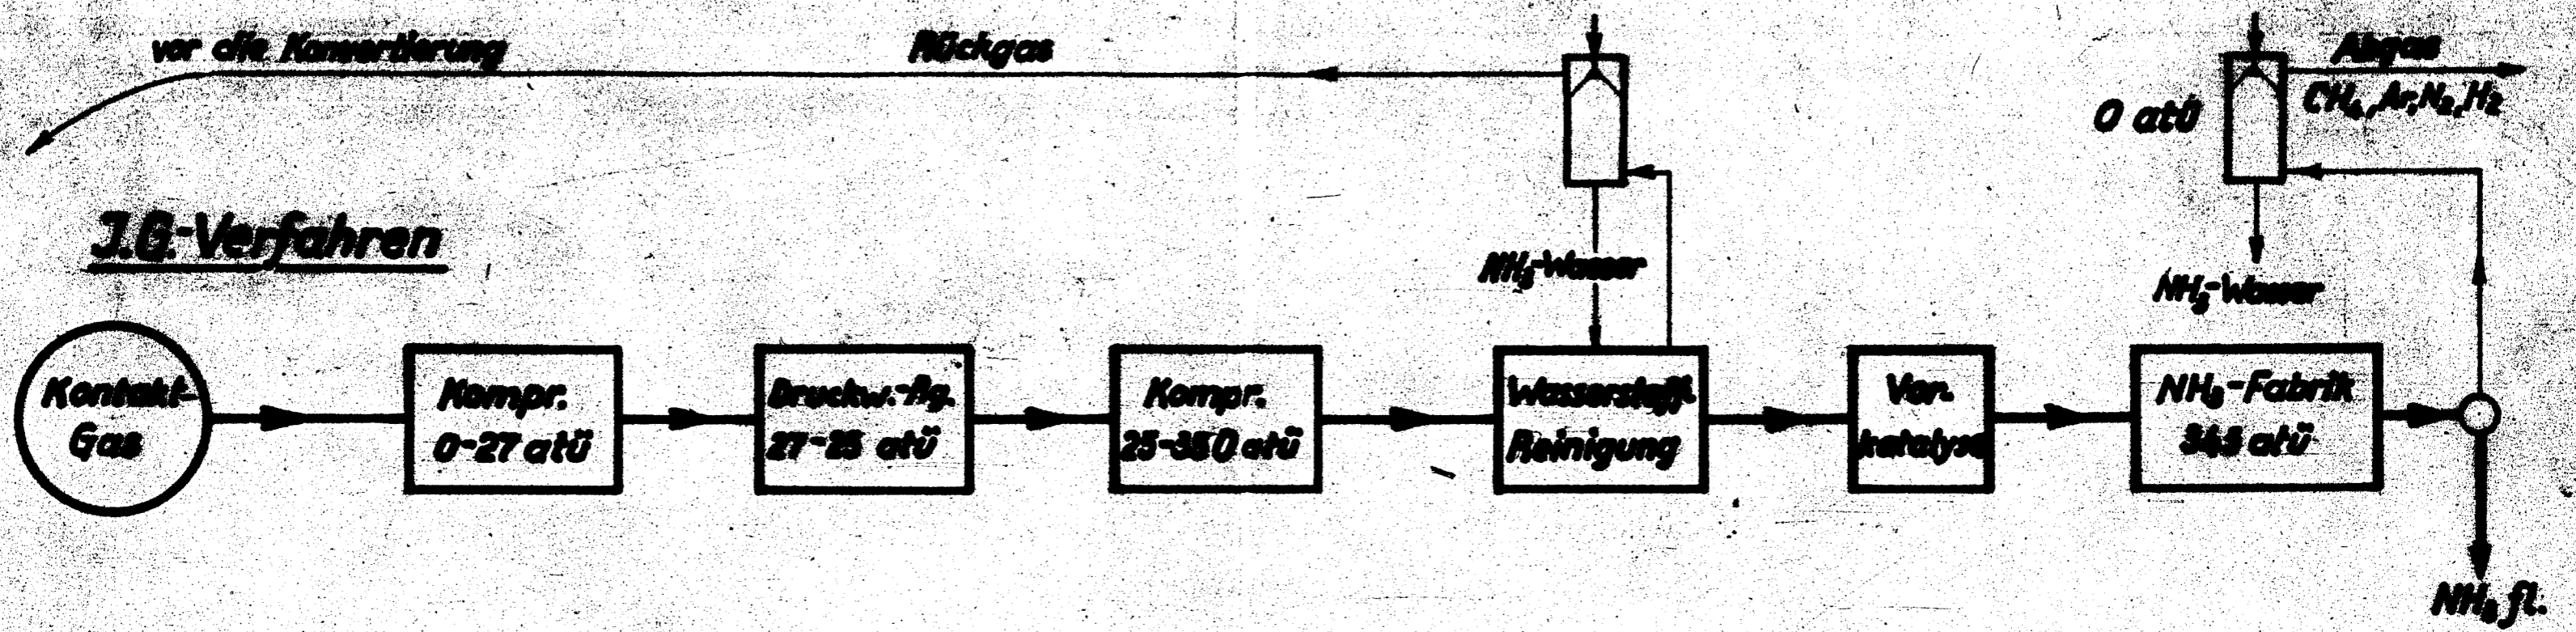 vor die Konvertierung
Rückgas
Abgas
CH₄, Ar, N₂, H₂
0 atü
J.G.-Verfahren
NH₃-Wasser
NH₃-Wasser
Kontakt-
Gas
Kompr.
0-27 atü
Druckw.-Rg.
27-25 atü
Kompr.
25-350 atü
Wasserstoff
Reinigung
Vor.
katalyse
NH₃-Fabrik
345 atü
NH₃ fl.